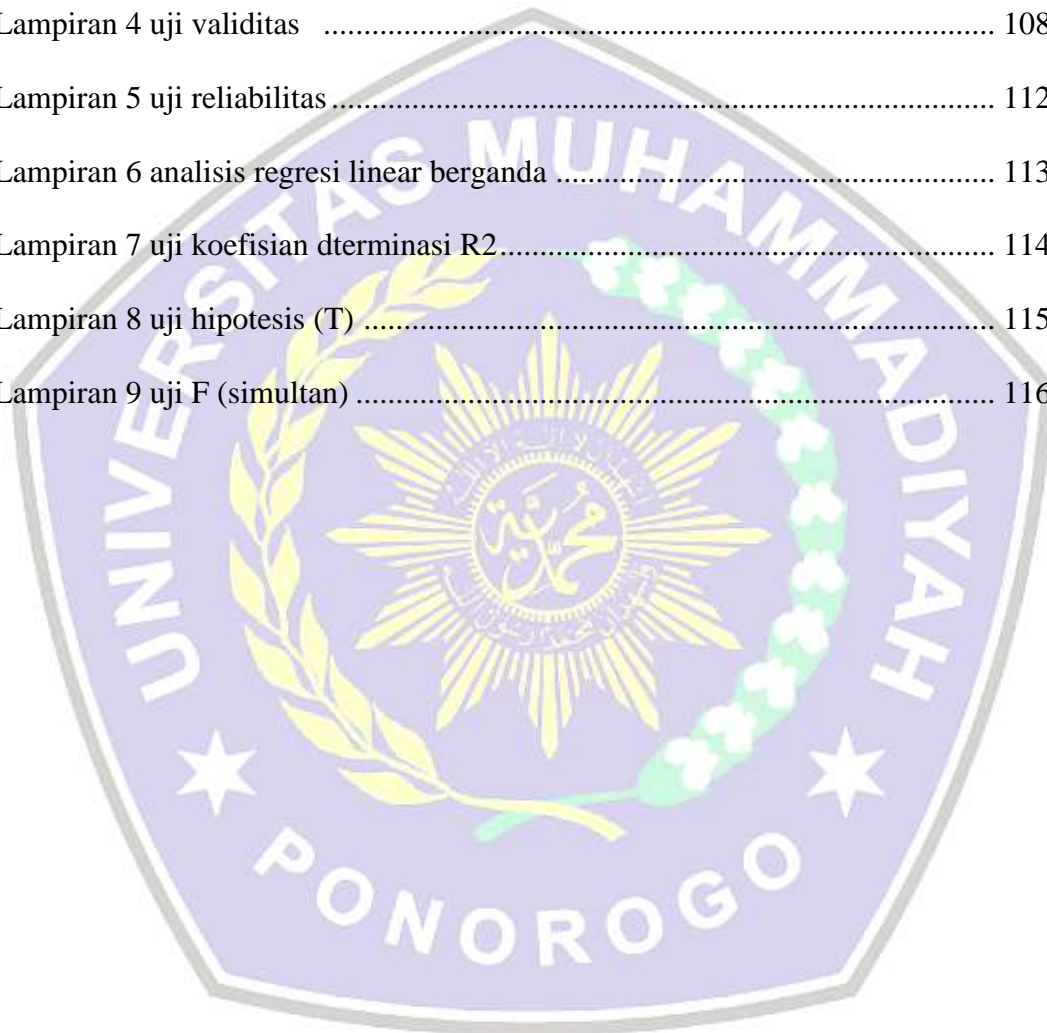 Lampiran 4 uji validitas ........................................................................................ 108
Lampiran 5 uji reliabilitas ........................................................................................ 112
Lampiran 6 analisis regresi linear berganda ........................................................ 113
Lampiran 7 uji koefisian dterminasi R2 ................................................................ 114
Lampiran 8 uji hipotesis (T) .................................................................................... 115
Lampiran 9 uji F (simultan) .................................................................................... 116
UNIVERSITAS MUHAMMADIYAH
محمدية
PONOROGO